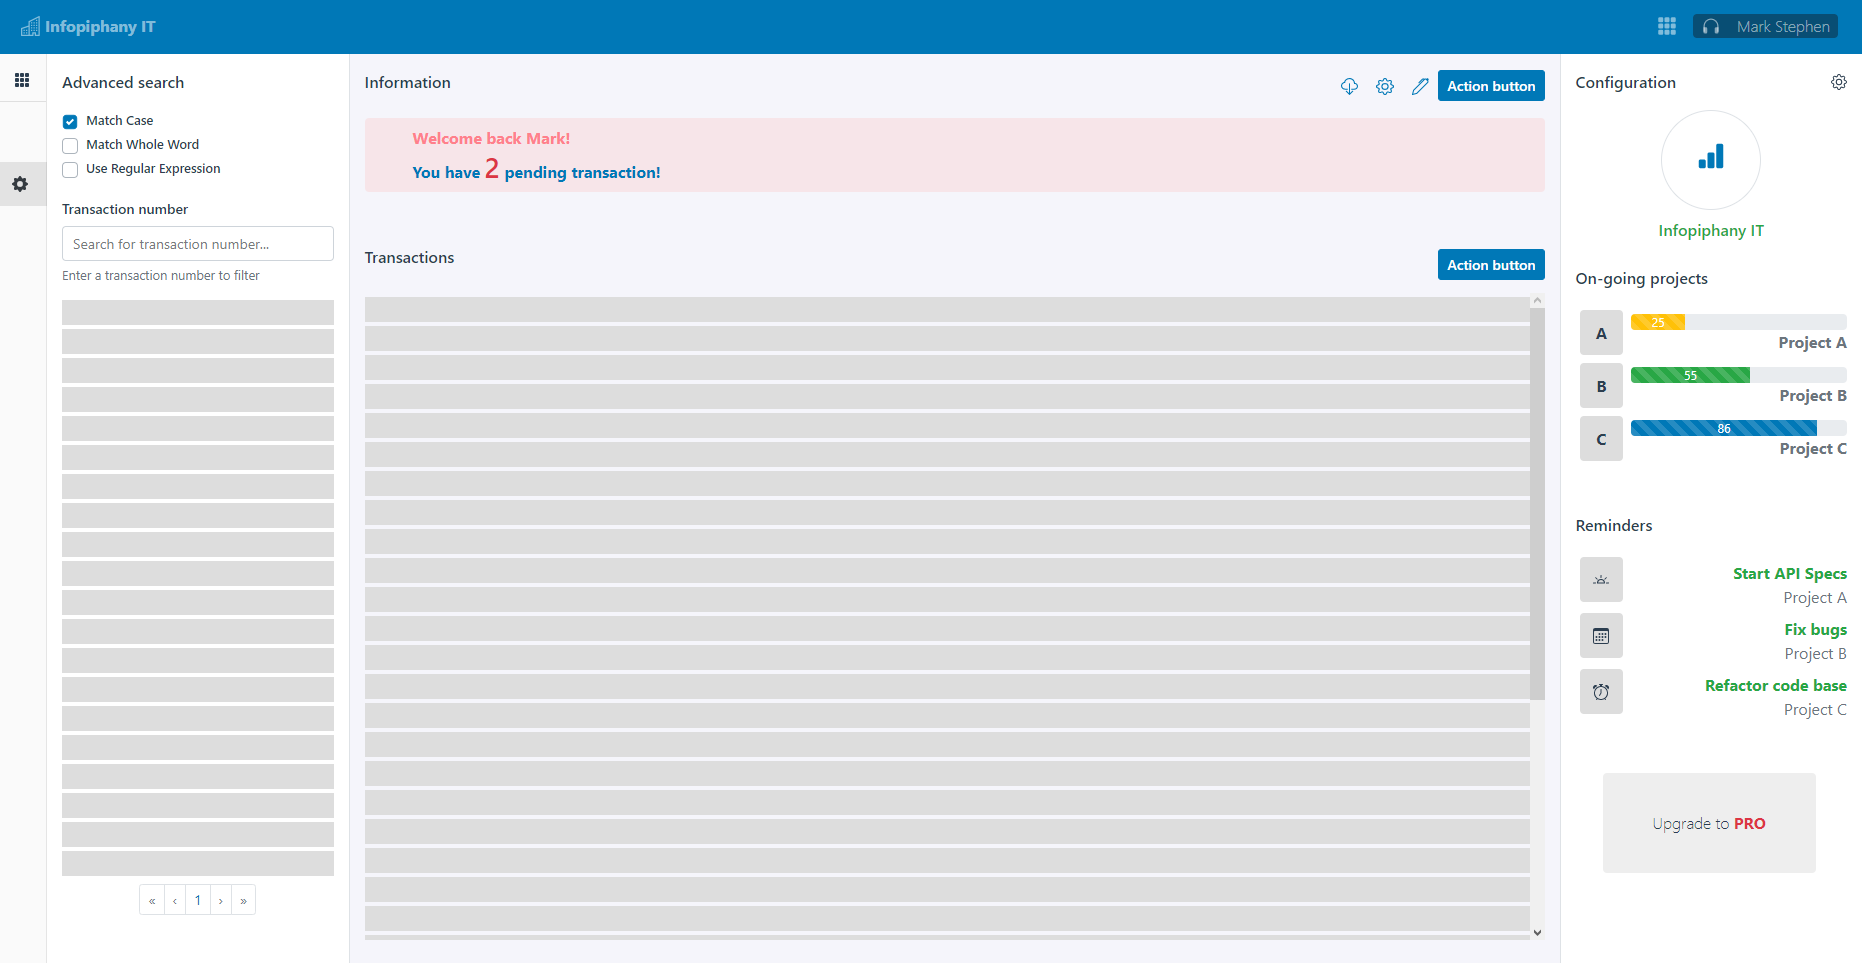 Infopiphany IT
Mark Stephen
Advanced search
Match Case
Match Whole Word
Use Regular Expression
Transaction number
Search for transaction number...
Enter a transaction number to filter
« ‹ 1 › »
Information
Action button
Welcome back Mark!
You have 2 pending transaction!
Transactions
Action button
Configuration
Infopiphany IT
On-going projects
A
25
Project A
B
55
Project B
C
86
Project C
Reminders
Start API Specs
Project A
Fix bugs
Project B
Refactor code base
Project C
Upgrade to PRO